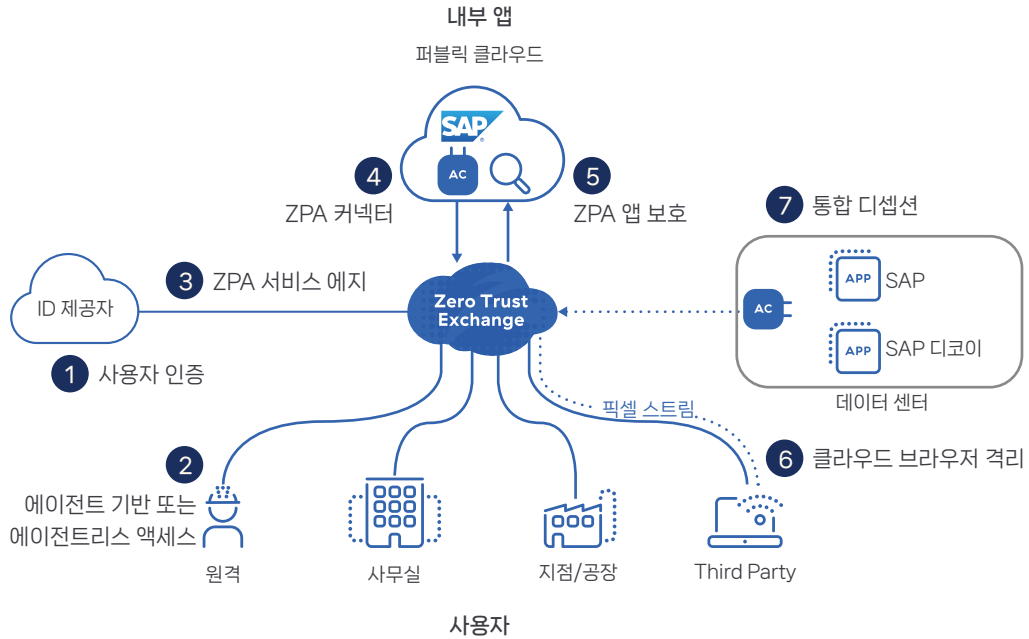 내부 앱
퍼블릭 클라우드
SAP
AC
4
ZPA 커넥터
5
ZPA 앱 보호
7 통합 디셉션
APP SAP
AC
APP SAP 디코이
데이터 센터
3 ZPA 서비스 에지
Zero Trust
Exchange
ID 제공자
1 사용자 인증
픽셀 스트림
2
에이전트 기반 또는
에이전트리스 액세스
6 클라우드 브라우저 격리
원격
사무실
지점/공장
Third Party
사용자